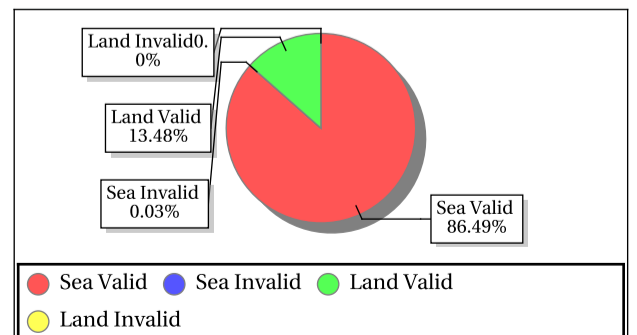 Land Invalid0.
0%
Land Valid
13.48%
Sea Invalid
0.03%
Sea Valid
86.49%
Sea Valid Sea Invalid Land Valid
Land Invalid